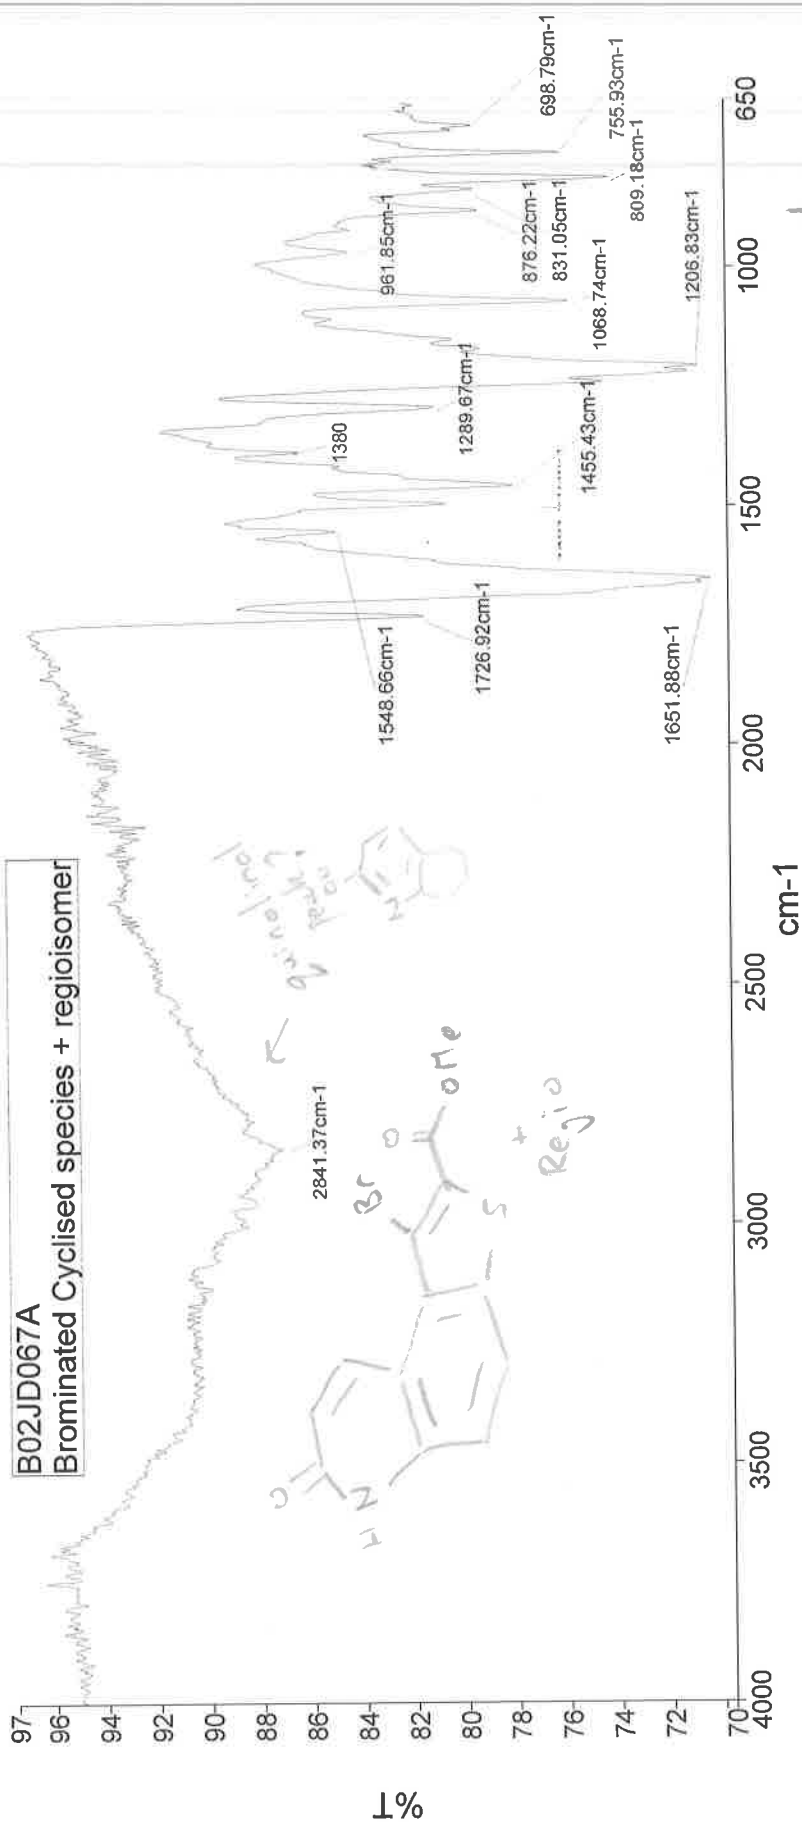 B02JD067A
Brominated Cyclised species + regioisomer
97
96
94
92
90
88
86
84
82
80
78
76
74
72
70
%T
4000
3500
3000
2500
2000
1500
1000
650
cm-1
2841.37cm-1
1548.66cm-1
1726.92cm-1
1651.88cm-1
1380
1289.67cm-1
1455.43cm-1
961.85cm-1
876.22cm-1
831.05cm-1
1068.74cm-1
1206.83cm-1
698.79cm-1
755.93cm-1
809.18cm-1
← quinolinol
OH
N
O
N
H
Br
O
OMe
S
+
Regio